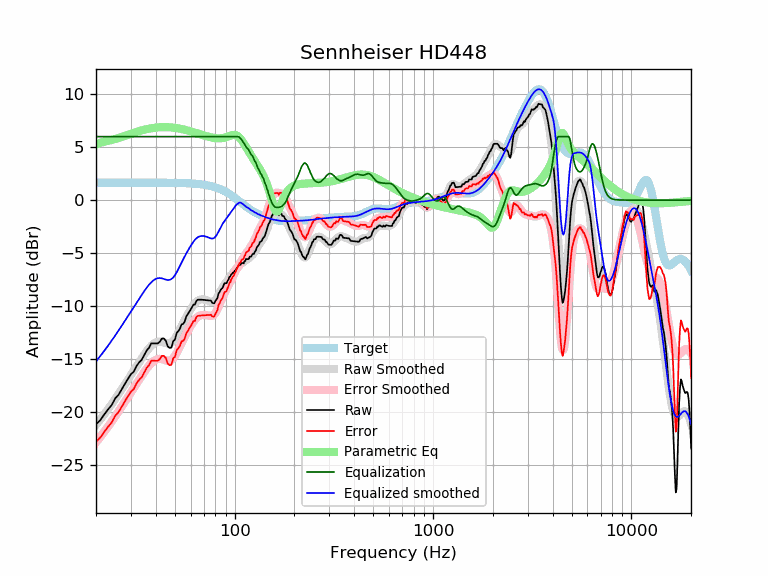 Sennheiser HD448
Amplitude (dBr)
10
5
0
−5
−10
−15
−20
−25
Target
Raw Smoothed
Error Smoothed
Raw
Error
Parametric Eq
Equalization
Equalized smoothed
100
1000
10000
Frequency (Hz)